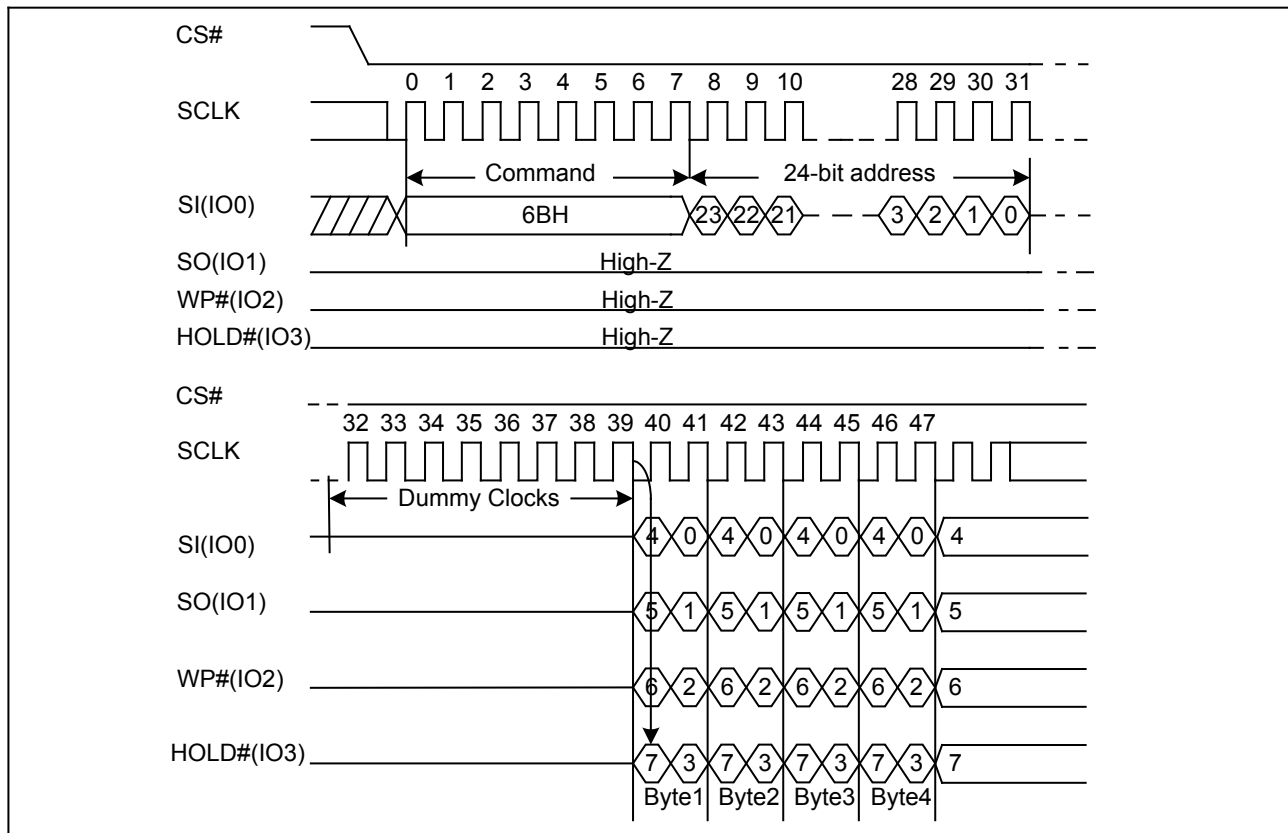 CS#
0 1 2 3 4 5 6 7 8 9 10 28 29 30 31
SCLK
Command 24-bit address
SI(IO0) 6BH 23 22 21 3 2 1 0
SO(IO1) High-Z
WP#(IO2) High-Z
HOLD#(IO3) High-Z
CS#
32 33 34 35 36 37 38 39 40 41 42 43 44 45 46 47
SCLK
Dummy Clocks
SI(IO0) 4 0 4 0 4 0 4 0 4
SO(IO1) 5 1 5 1 5 1 5 1 5
WP#(IO2) 6 2 6 2 6 2 6 2 6
HOLD#(IO3) 7 3 7 3 7 3 7 3 7
Byte1 Byte2 Byte3 Byte4